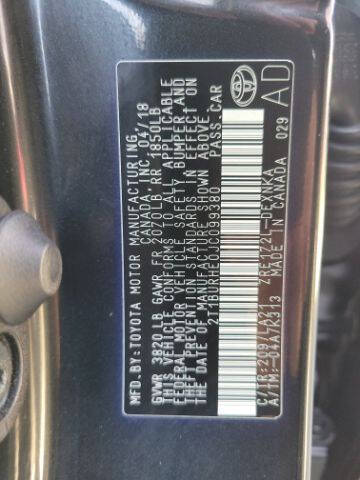 MFD.BY:TOYOTA MOTOR MANUFACTURING,
CANADA, INC. 04/18
GVWR 3820LB GAWR FR 2070LB RR 1850LB
THIS VEHICLE CONFORMS TO ALL APPLICABLE
FEDERAL MOTOR VEHICLE SAFETY BUMPER, AND
THEFT PREVENTION STANDARDS IN EFFECT ON
THE DATE OF MANUFACTURE SHOWN ABOVE.
2T1BURHE0JC099380 PASS.CAR
C/TR:209/LA21 ZRE172L-DEXNKA
A/TM:-01A/K313 MADE IN CANADA
029
AD